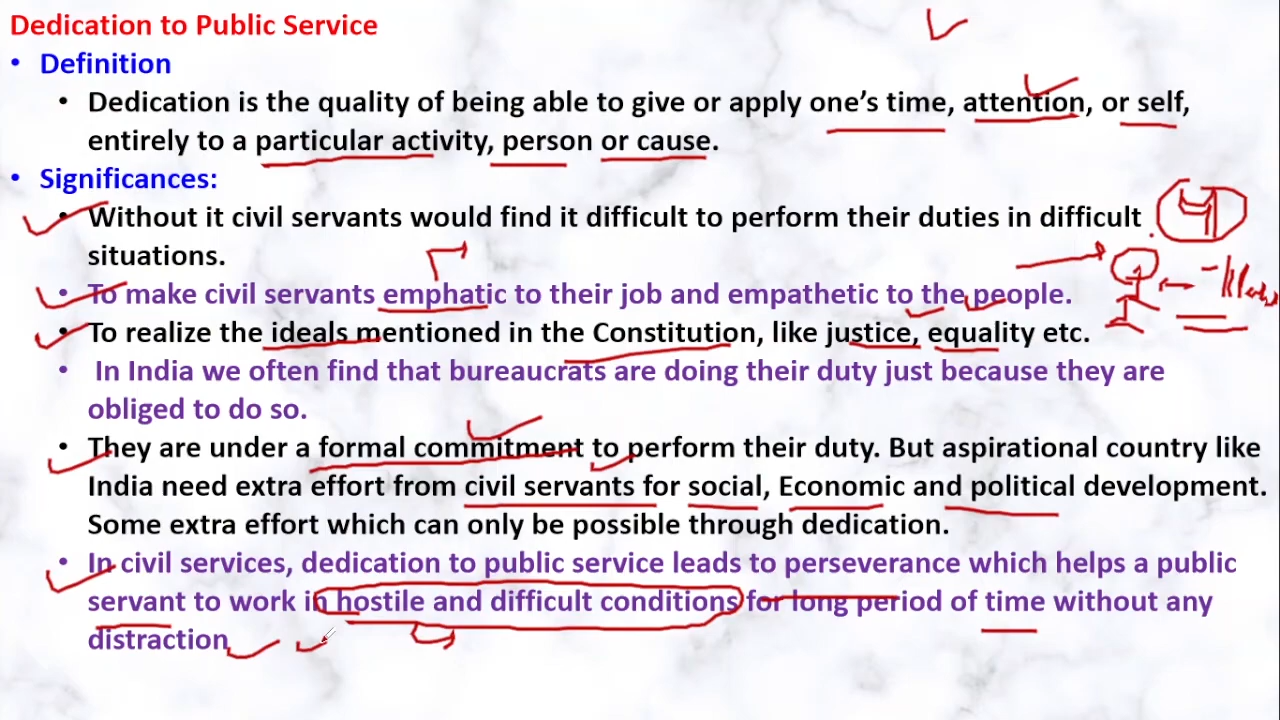 Dedication to Public Service
• Definition
• Dedication is the quality of being able to give or apply one's time, attention, or self,
entirely to a particular activity, person or cause.
• Significances:
• Without it civil servants would find it difficult to perform their duties in difficult
situations.
• To make civil servants emphatic to their job and empathetic to the people.
• To realize the ideals mentioned in the Constitution, like justice, equality etc.
• In India we often find that bureaucrats are doing their duty just because they are
obliged to do so.
• They are under a formal commitment to perform their duty. But aspirational country like
India need extra effort from civil servants for social, Economic and political development.
Some extra effort which can only be possible through dedication.
• In civil services, dedication to public service leads to perseverance which helps a public
servant to work in hostile and difficult conditions for long period of time without any
distraction